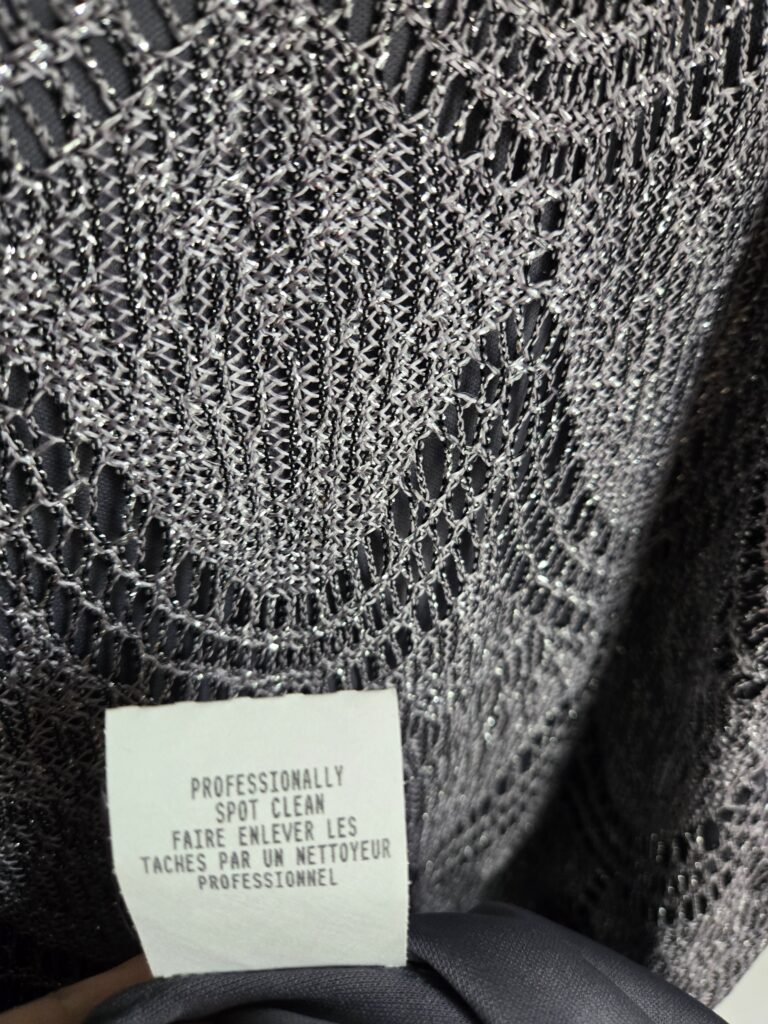 PROFESSIONALLY
SPOT CLEAN
FAIRE ENLEVER LES
TACHES PAR UN NETTOYEUR
PROFESSIONNEL